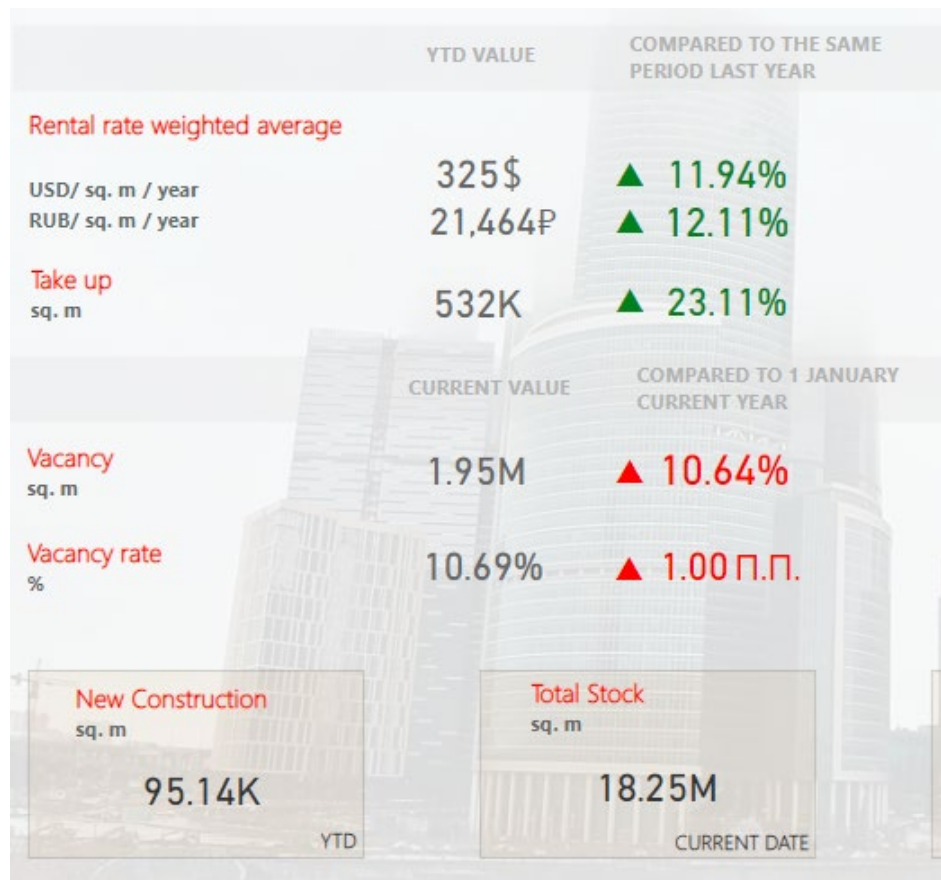 YTD VALUE
COMPARED TO THE SAME
PERIOD LAST YEAR
Rental rate weighted average
USD/ sq. m / year
325$
▲ 11.94%
RUB/ sq. m / year
21,464₽
▲ 12.11%
Take up
sq. m
532K
▲ 23.11%
CURRENT VALUE
COMPARED TO 1 JANUARY
CURRENT YEAR
Vacancy
sq. m
1.95M
▲ 10.64%
Vacancy rate
%
10.69%
▲ 1.00 П.П.
New Construction
sq. m
95.14K
YTD
Total Stock
sq. m
18.25M
CURRENT DATE